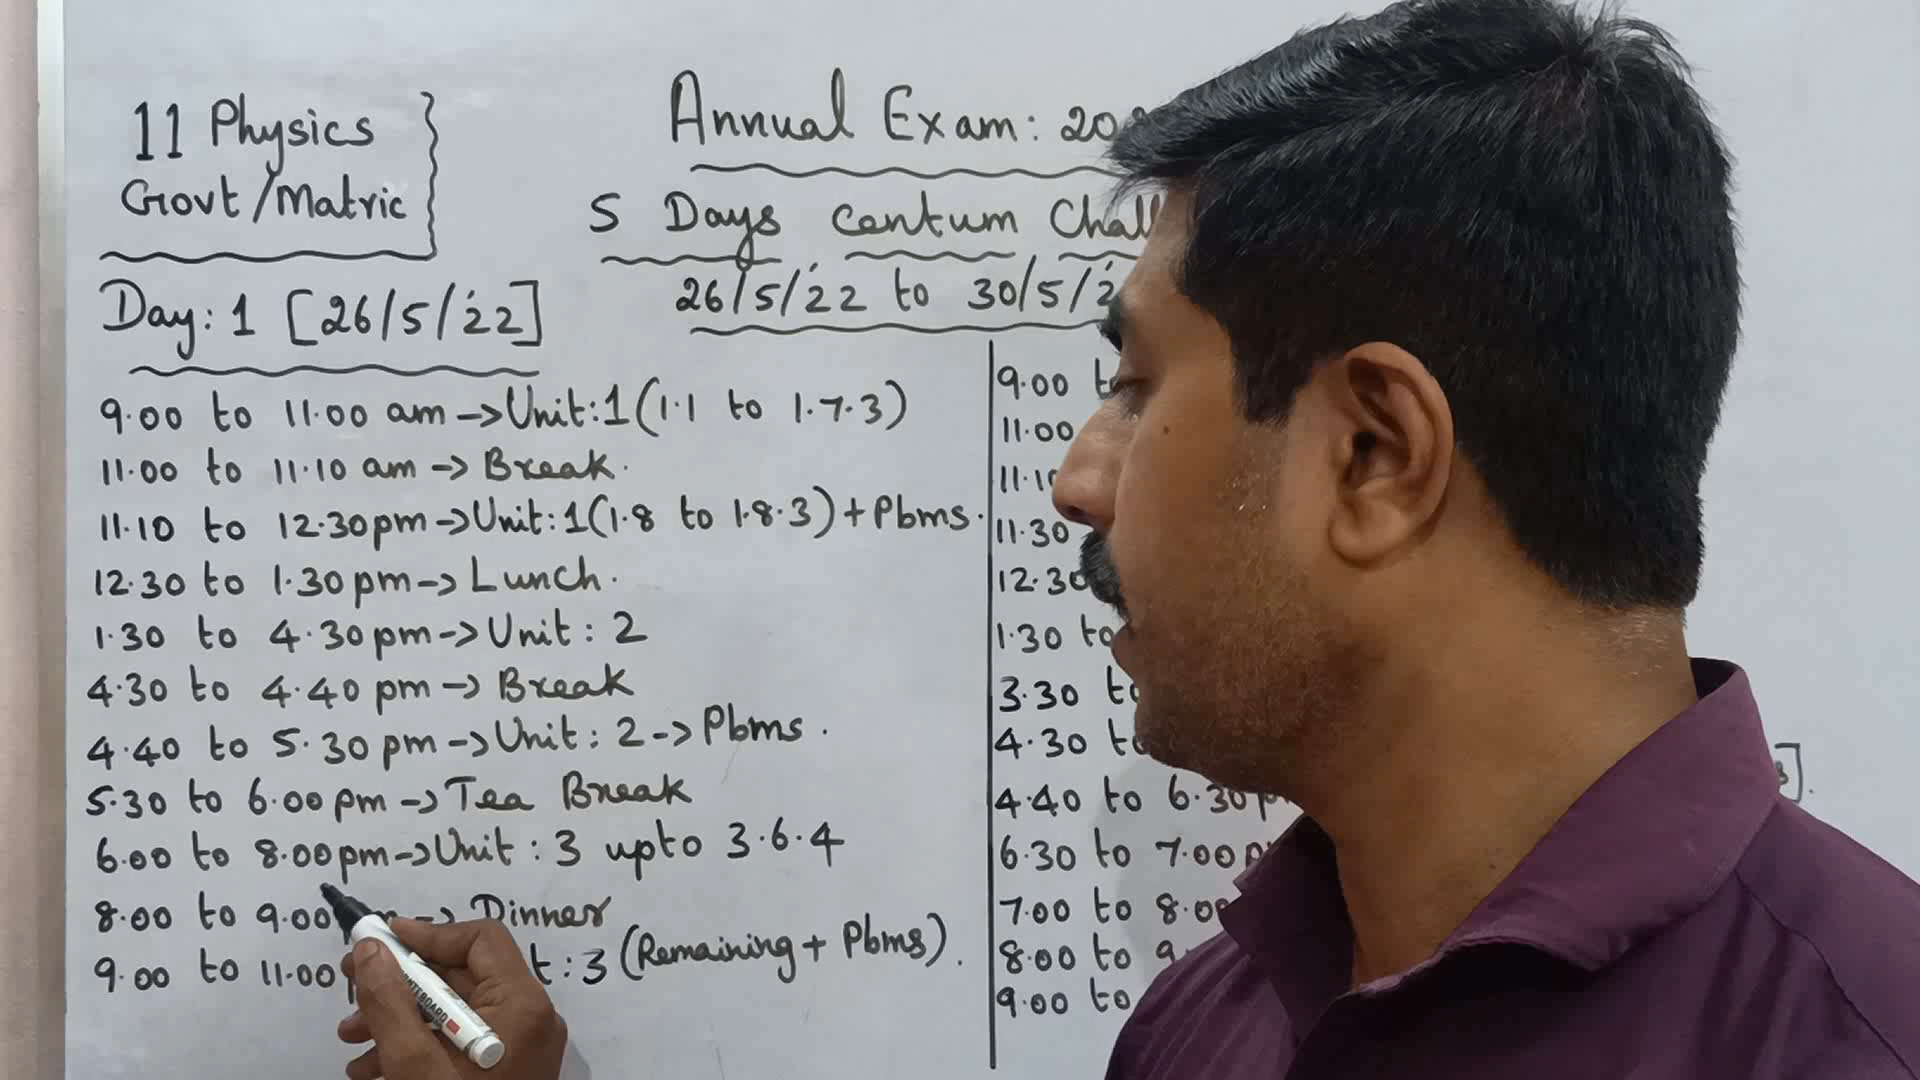 11 Physics
Govt/Matric
Annual Exam:
5 Days Centum
26/5/22 to 30/5/
Day: 1 [26/5/22]
9.00 to 11.00 am → Unit:1 (1.1 to 1.7.3)
11.00 to 11.10 am → Break.
11.10 to 12.30 pm → Unit:1 (1.8 to 1.8.3) + Pbms.
12.30 to 1.30 pm → Lunch.
1.30 to 4.30 pm → Unit: 2
4.30 to 4.40 pm → Break
4.40 to 5.30 pm → Unit: 2 → Pbms.
5.30 to 6.00 pm → Tea Break
6.00 to 8.00 pm → Unit: 3 upto 3.6.4
8.00 to 9.00 → Dinner
9.00 to 11.00 :3 (Remaining + Pbms).
9.00
11.00
11.10
11.30
12.30
1.30 to
3.30 to
4.30 to
4.40 to 6.30
6.30 to 7.00
7.00 to 8.00
8.00 to
9.00 to
WHITEBOARD